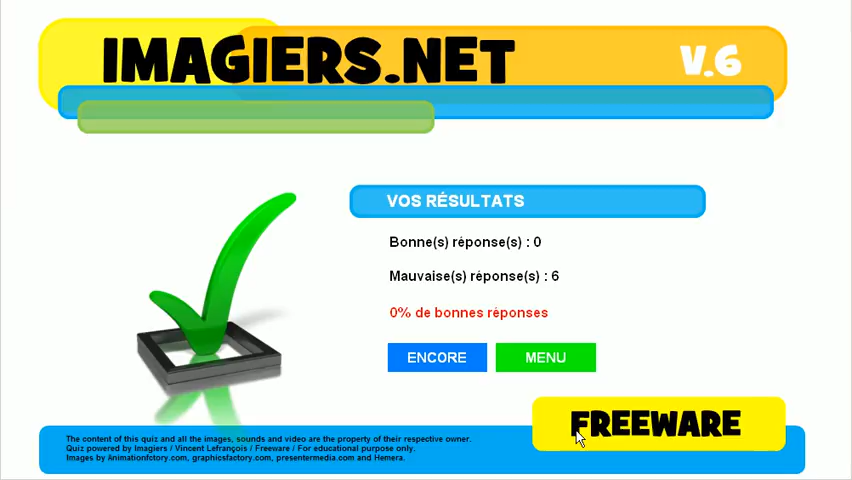 IMAGIERS.NET
V.6
VOS RÉSULTATS
Bonne(s) réponse(s) : 0
Mauvaise(s) réponse(s) : 6
0% de bonnes réponses
ENCORE
MENU
FREEWARE
The content of this quiz and all the images, sounds and video are the property of their respective owner.
Quiz powered by Imagiers / Vincent Lefrançois / Freeware / For educational purpose only.
Images by Animationfctory.com, graphicsfactory.com, presentermedia.com and Hemera.